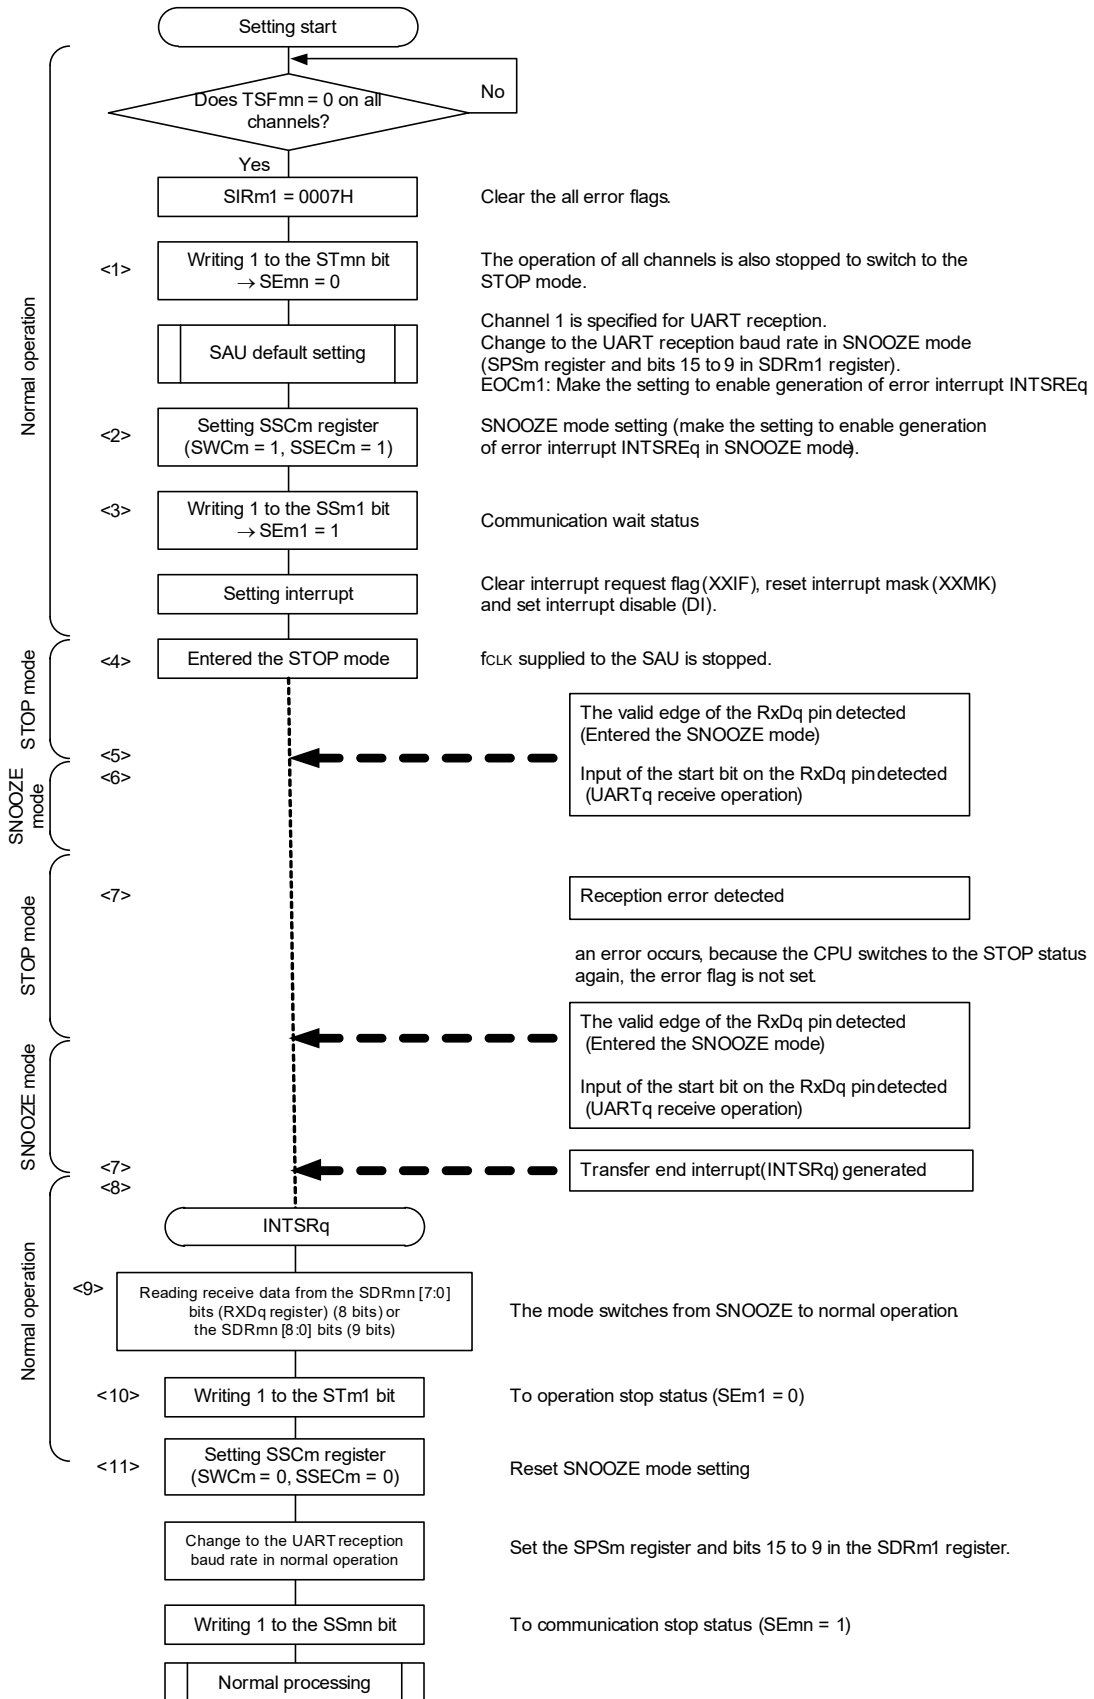 Setting start
Does TSFmn = 0 on all
channels?
No
Yes
SIRm1 = 0007H
Clear the all error flags.
<1>
Writing 1 to the STmn bit
→ SEmn = 0
The operation of all channels is also stopped to switch to the
STOP mode.
SAU default setting
Channel 1 is specified for UART reception.
Change to the UART reception baud rate in SNOOZE mode
(SPSm register and bits 15 to 9 in SDRm1 register).
EOCm1: Make the setting to enable generation of error interrupt INTSREq
Normal operation
<2>
Setting SSCm register
(SWCm = 1, SSECm = 1)
SNOOZE mode setting (make the setting to enable generation
of error interrupt INTSREq in SNOOZE mode).
<3>
Writing 1 to the SSm1 bit
→ SEm1 = 1
Communication wait status
Setting interrupt
Clear interrupt request flag (XXIF), reset interrupt mask (XXMK)
and set interrupt disable (DI).
STOP mode
<4>
Entered the STOP mode
fCLK supplied to the SAU is stopped.
The valid edge of the RxDq pin detected
(Entered the SNOOZE mode)
<5>
<6>
Input of the start bit on the RxDq pin detected
(UARTq receive operation)
SNOOZE
mode
STOP mode
<7>
Reception error detected
an error occurs, because the CPU switches to the STOP status
again, the error flag is not set.
The valid edge of the RxDq pin detected
(Entered the SNOOZE mode)
Input of the start bit on the RxDq pin detected
(UARTq receive operation)
SNOOZE mode
<7>
Transfer end interrupt (INTSRq) generated
<8>
INTSRq
Normal operation
<9>
Reading receive data from the SDRmn [7:0]
bits (RXDq register) (8 bits) or
the SDRmn [8:0] bits (9 bits)
The mode switches from SNOOZE to normal operation.
<10>
Writing 1 to the STm1 bit
To operation stop status (SEm1 = 0)
<11>
Setting SSCm register
(SWCm = 0, SSECm = 0)
Reset SNOOZE mode setting
Change to the UART reception
baud rate in normal operation
Set the SPSm register and bits 15 to 9 in the SDRm1 register.
Writing 1 to the SSmn bit
To communication stop status (SEmn = 1)
Normal processing